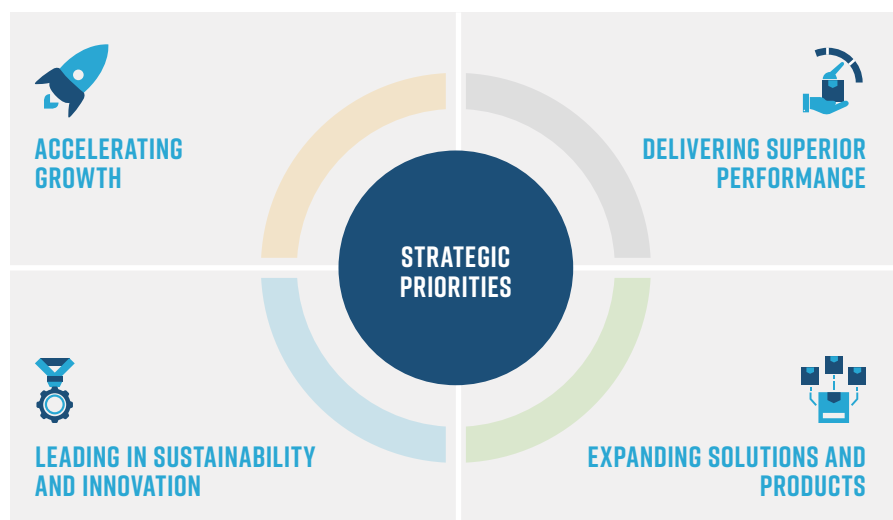 ACCELERATING
GROWTH
DELIVERING SUPERIOR
PERFORMANCE
STRATEGIC
PRIORITIES
LEADING IN SUSTAINABILITY
AND INNOVATION
EXPANDING SOLUTIONS AND
PRODUCTS